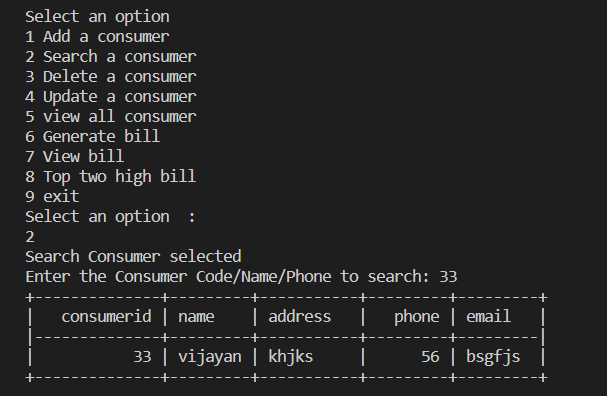 Select an option
1 Add a consumer
2 Search a consumer
3 Delete a consumer
4 Update a consumer
5 view all consumer
6 Generate bill
7 View bill
8 Top two high bill
9 exit
Select an option  :
2
Search Consumer selected
Enter the Consumer Code/Name/Phone to search: 33
+--------------+---------+-----------+---------+---------+
|   consumerid | name    | address   |   phone | email   |
|--------------+---------+-----------+---------+---------|
|           33 | vijayan | khjks     |      56 | bsgfjs  |
+--------------+---------+-----------+---------+---------+